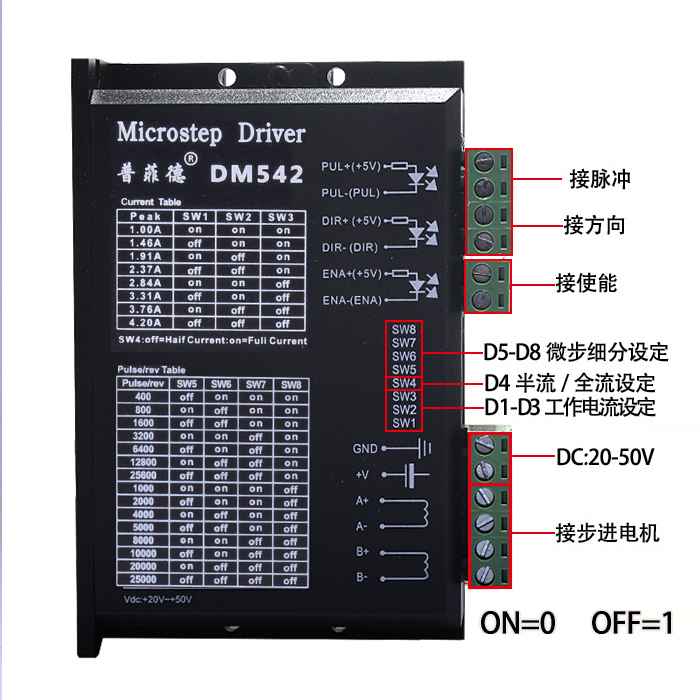 Microstep Driver
普菲德® DM542
Current Table
Peak SW1 SW2 SW3
1.00A on on on
1.46A off on on
1.91A on off on
2.37A off off on
2.84A on on off
3.31A off on off
3.76A on off off
4.20A off off off
SW4:off=Half Current:on=Fuli Current
Pulse/rev Table
Pulse/rev SW5 SW6 SW7 SW8
400 off on on on
800 on off on on
1600 off off on on
3200 on on off on
6400 off on off on
12800 on off off on
25600 off off off on
1000 on on on off
2000 off on on off
4000 on off on off
5000 off off on off
8000 on on off off
10000 off on off off
20000 on off off off
25000 off off off off
Vdc:+20V~+50V
PUL+(+5V)
PUL-(PUL)
DIR+(+5V)
DIR-(DIR)
ENA+(+5V)
ENA-(ENA)
SW8
SW7
SW6
SW5
SW4
SW3
SW2
SW1
GND
+V
A+
A-
B+
B-
接脉冲
接方向
接使能
D5-D8 微步细分设定
D4 半流 / 全流设定
D1-D3 工作电流设定
DC:20-50V
接步进电机
ON=0 OFF=1